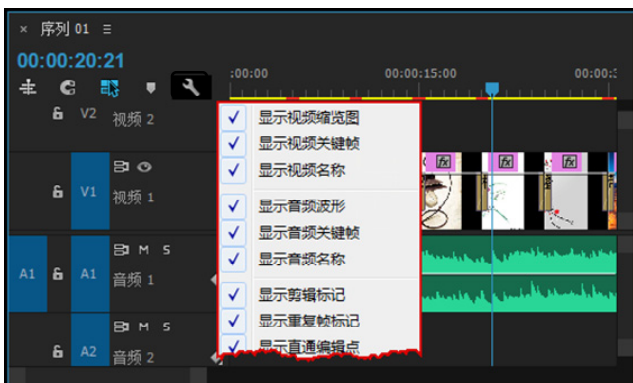 × 序列 01 ≡
00:00:20:21
:00:00 00:00:15:00 00:00:3
V2 视频 2
V1 视频 1
A1 A1 M S
音频 1
A2 M S
音频 2
显示视频缩览图
显示视频关键帧
显示视频名称
显示音频波形
显示音频关键帧
显示音频名称
显示剪辑标记
显示重复帧标记
显示直通编辑点
fx fx fx